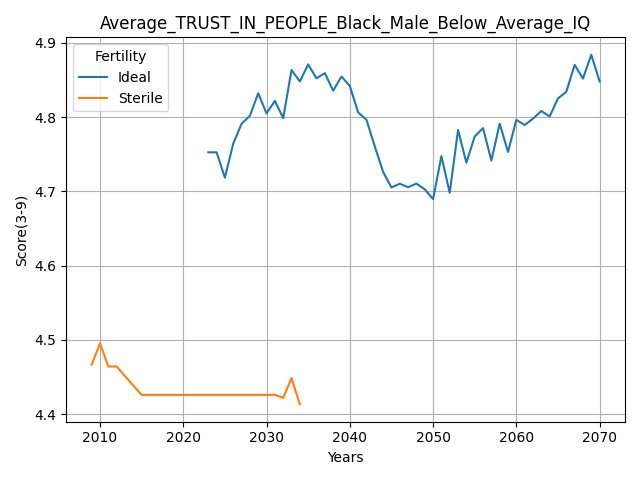 Average_TRUST_IN_PEOPLE_Black_Male_Below_Average_IQ
Fertility
Ideal
Sterile
Score(3-9)
4.9
4.8
4.7
4.6
4.5
4.4
2010 2020 2030 2040 2050 2060 2070
Years